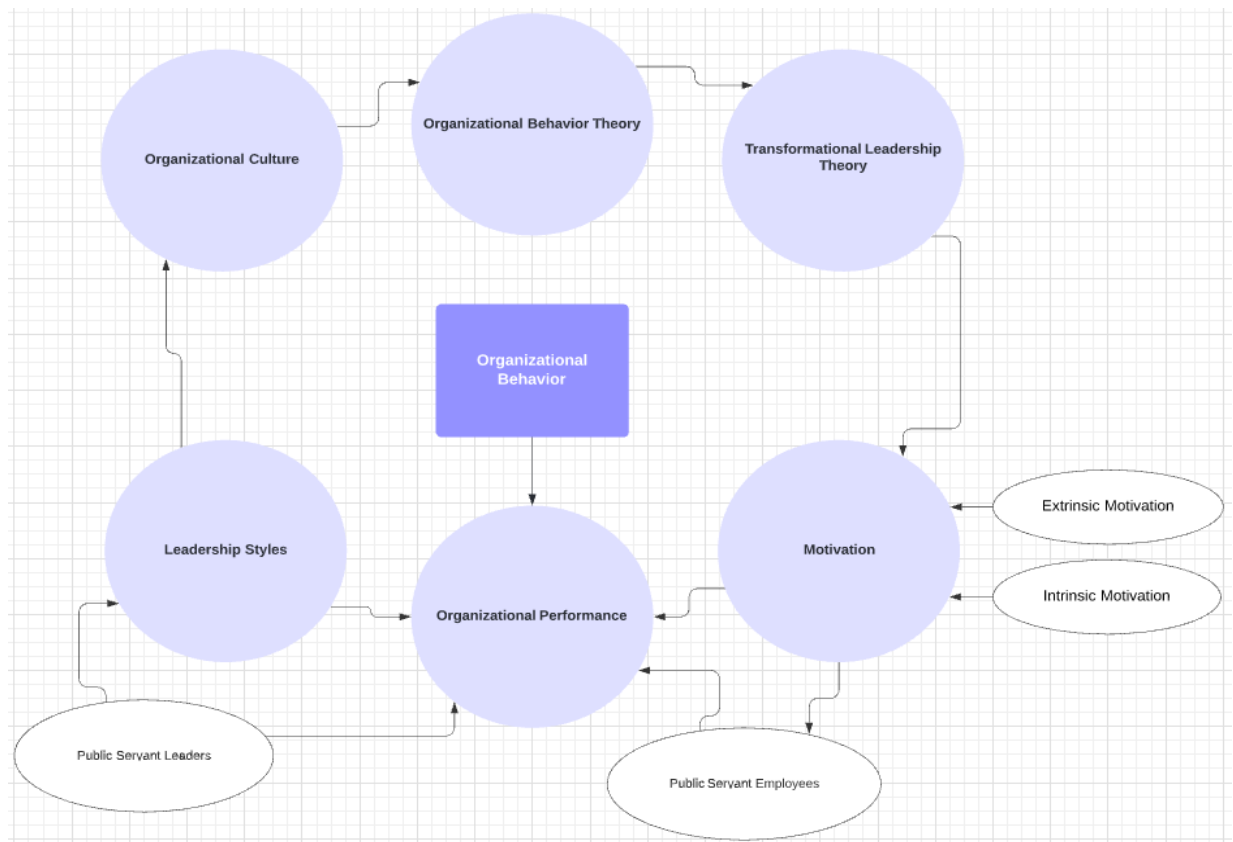 Organizational Behavior Theory
Organizational Culture
Transformational Leadership
Theory
Organizational
Behavior
Extrinsic Motivation
Leadership Styles
Motivation
Intrinsic Motivation
Organizational Performance
Public Servant Leaders
Public Servant Employees